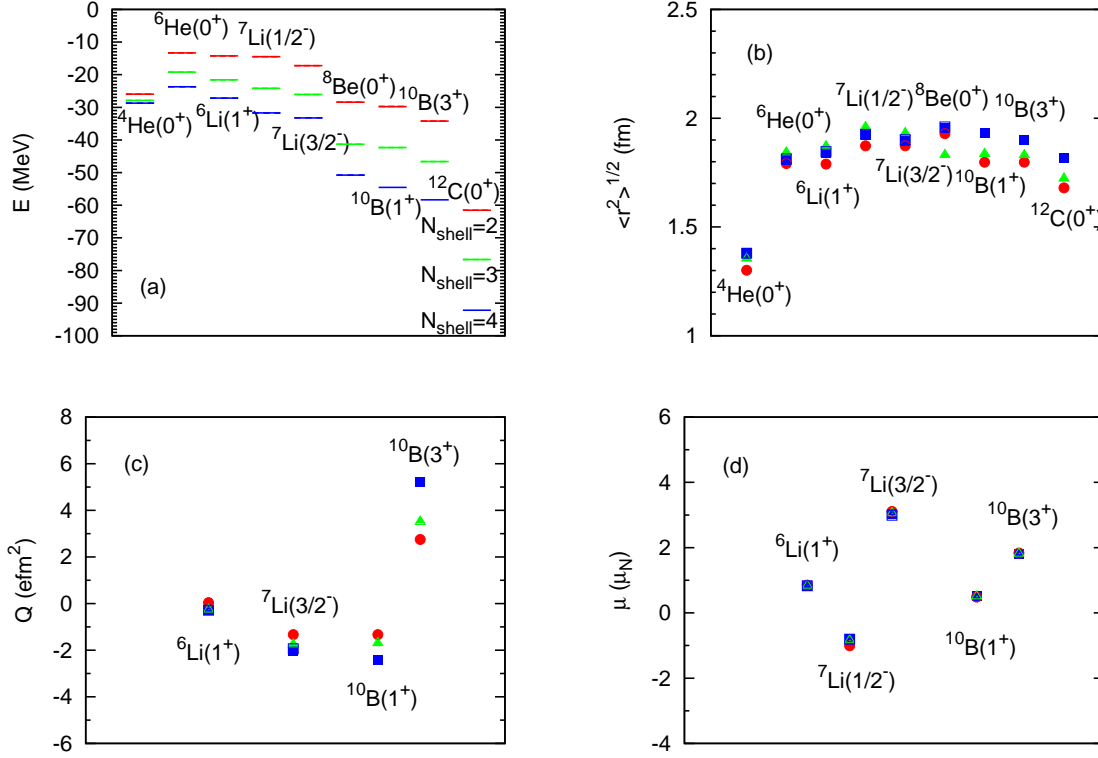 0
-10
-20
-30
-40
-50
-60
-70
-80
-90
-100
E (MeV)
⁶He(0⁺)
⁷Li(1/2⁻)
⁸Be(0⁺)
¹⁰B(3⁺)
⁴He(0⁺)
⁶Li(1⁺)
⁷Li(3/2⁻)
¹⁰B(1⁺)
¹²C(0⁺)
N_shell=2
N_shell=3
N_shell=4
(a)
2.5
2
1.5
1
<r²> ^1/2 (fm)
(b)
⁷Li(1/2⁻) ⁸Be(0⁺) ¹⁰B(3⁺)
⁶He(0⁺)
⁶Li(1⁺)
⁷Li(3/2⁻) ¹⁰B(1⁺)
¹²C(0⁺)
⁴He(0⁺)
8
6
4
2
0
-2
-4
-6
Q (efm²)
(c)
¹⁰B(3⁺)
⁷Li(3/2⁻)
⁶Li(1⁺)
¹⁰B(1⁺)
6
4
2
0
-2
-4
μ (μ_N)
(d)
⁷Li(3/2⁻)
¹⁰B(3⁺)
⁶Li(1⁺)
¹⁰B(1⁺)
⁷Li(1/2⁻)